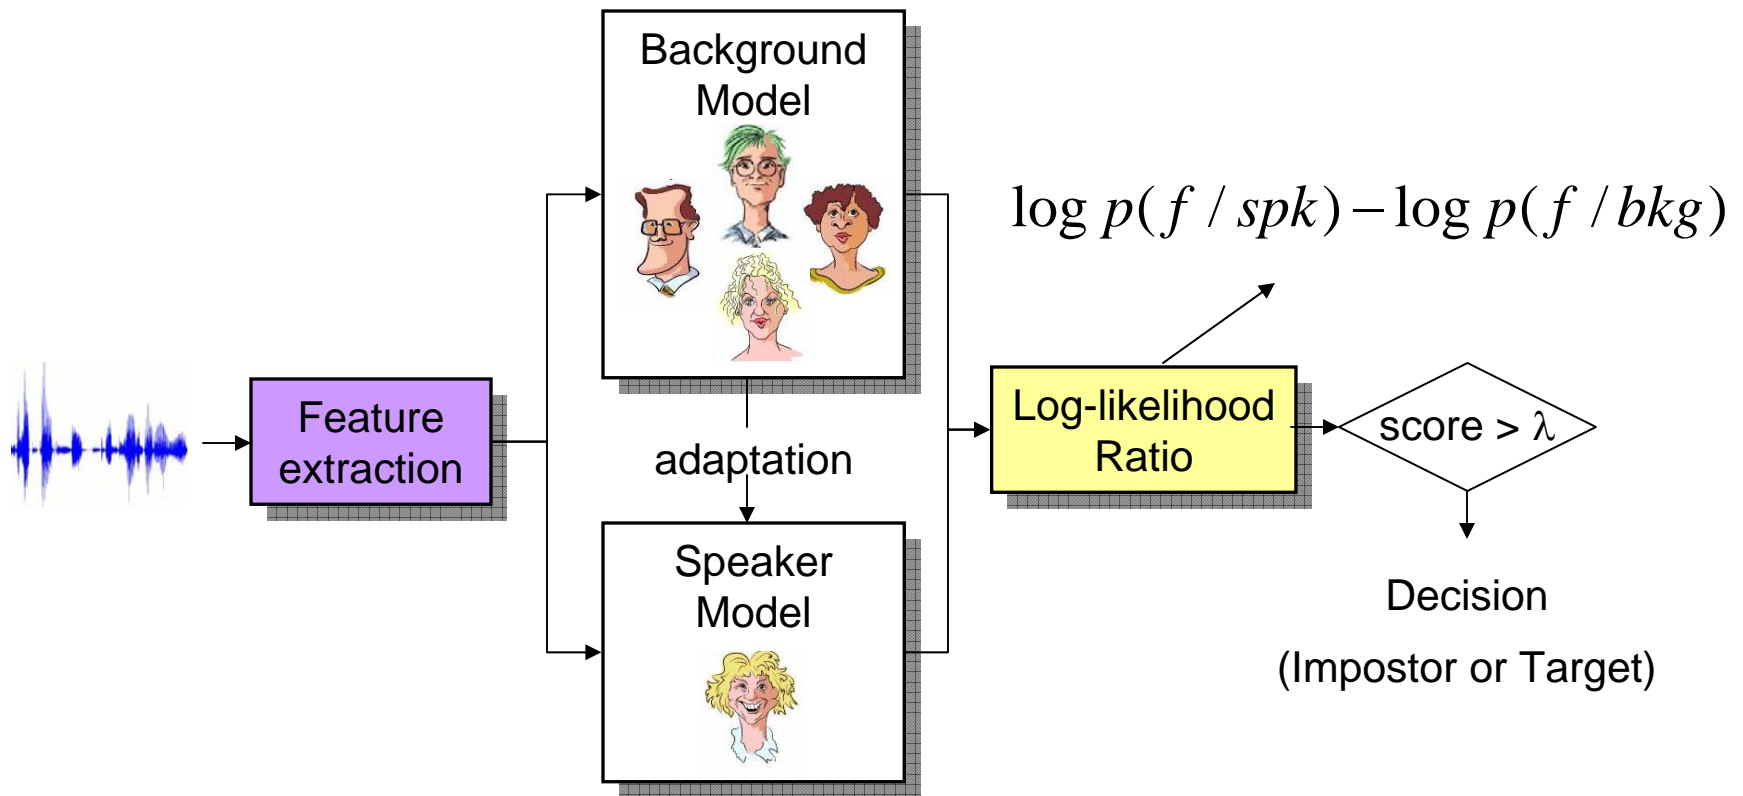 Background
Model
log p(f / spk) − log p(f / bkg)
Feature
extraction
adaptation
Log-likelihood
Ratio
score > λ
Speaker
Model
Decision
(Impostor or Target)